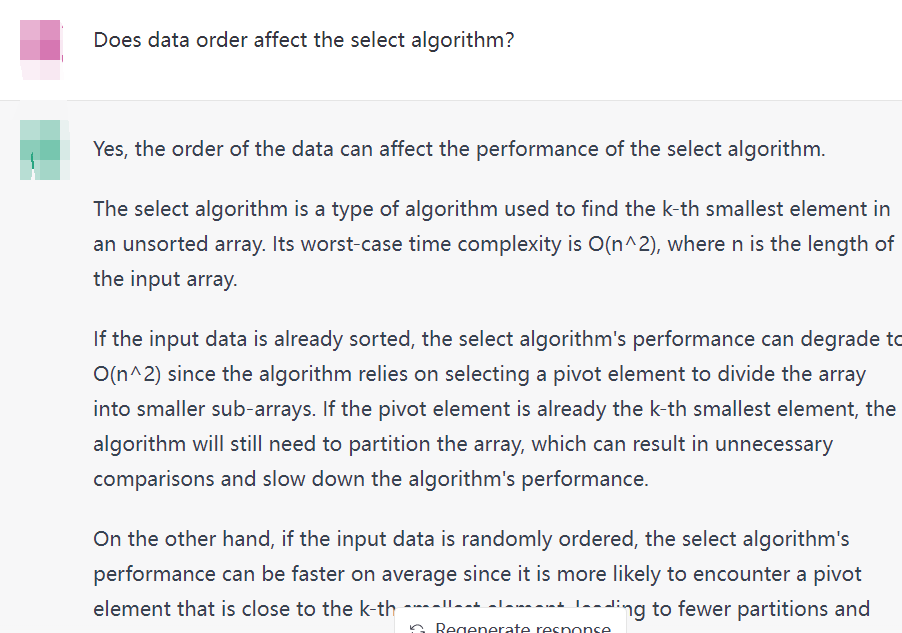 Does data order affect the select algorithm?
Yes, the order of the data can affect the performance of the select algorithm.
The select algorithm is a type of algorithm used to find the k-th smallest element in
an unsorted array. Its worst-case time complexity is O(n^2), where n is the length of
the input array.
If the input data is already sorted, the select algorithm's performance can degrade to
O(n^2) since the algorithm relies on selecting a pivot element to divide the array
into smaller sub-arrays. If the pivot element is already the k-th smallest element, the
algorithm will still need to partition the array, which can result in unnecessary
comparisons and slow down the algorithm's performance.
On the other hand, if the input data is randomly ordered, the select algorithm's
performance can be faster on average since it is more likely to encounter a pivot
element that is close to the k-th smallest element, leading to fewer partitions and
Regenerate response